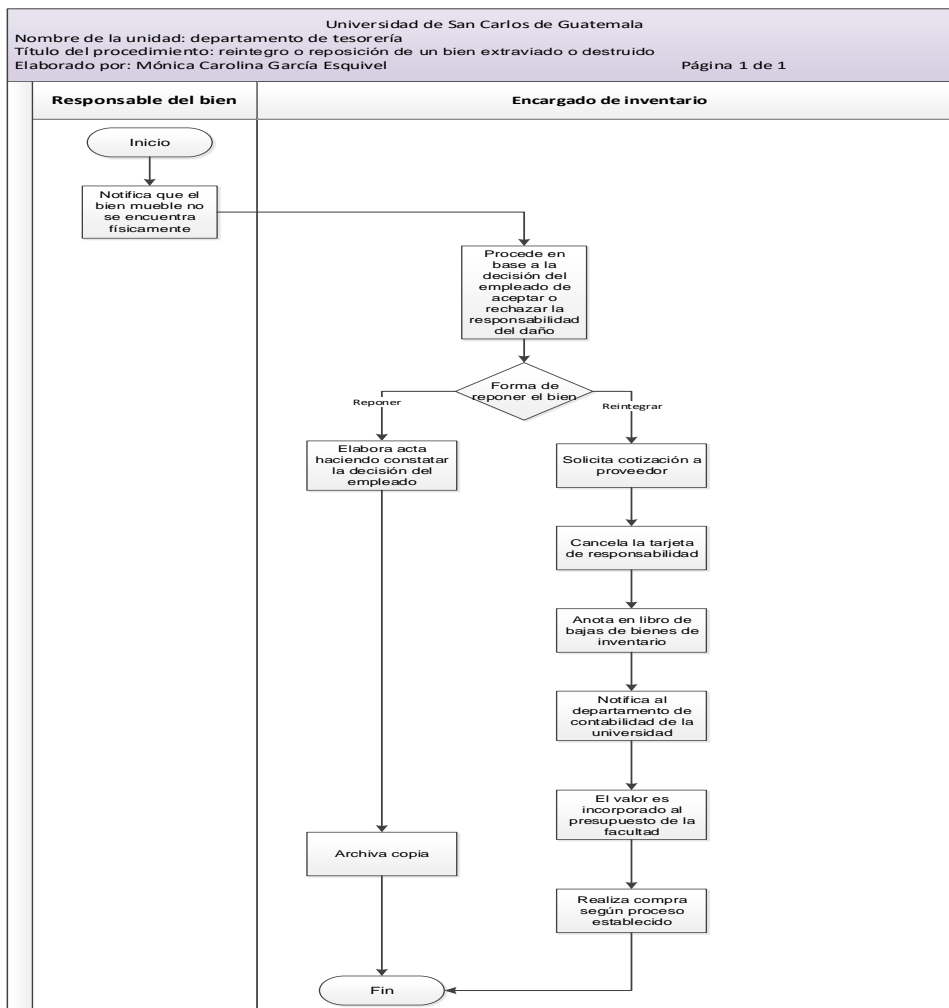 Universidad de San Carlos de Guatemala
Nombre de la unidad: departamento de tesorería
Título del procedimiento: reintegro o reposición de un bien extraviado o destruido
Elaborado por: Mónica Carolina García Esquivel Página 1 de 1
Responsable del bien Encargado de inventario
Inicio
Notifica que el
bien mueble no
se encuentra
físicamente
Procede en
base a la
decisión del
empleado de
aceptar o
rechazar la
responsabilidad
del daño
Forma de
reponer el bien
Reponer
Reintegrar
Elabora acta
haciendo constatar
la decisión del
empleado
Solicita cotización a
proveedor
Cancela la tarjeta
de responsabilidad
Anota en libro de
bajas de bienes de
inventario
Notifica al
departamento de
contabilidad de la
universidad
El valor es
incorporado al
presupuesto de la
facultad
Archiva copia
Realiza compra
según proceso
establecido
Fin